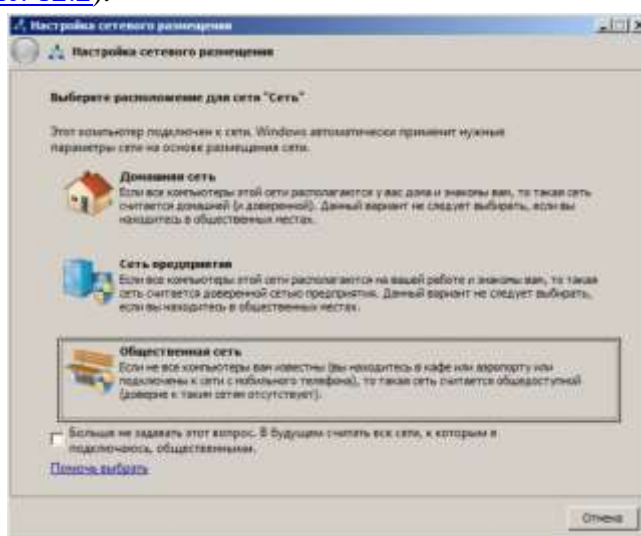 12.2).
Настройка сетевого размещения
Настройка сетевого размещения
Выберите расположение для сети "Сеть"
Этот компьютер подключен к сети. Windows автоматически применит нужные
параметры сети на основе размещения сети.
Домашняя сеть
Если все компьютеры этой сети располагаются у вас дома и знакомы вам, то такая сеть
считается домашней (и доверенной). Данный вариант не следует выбирать, если вы
находитесь в общественных местах.
Сеть предприятия
Если все компьютеры этой сети располагаются на вашей работе и знакомы вам, то такая
сеть считается доверенной сетью предприятия. Данный вариант не следует выбирать,
если вы находитесь в общественных местах.
Общественная сеть
Если не все компьютеры вам известны (вы находитесь в кафе или аэропорту или
подключены к сети с мобильного телефона), то такая сеть считается общедоступной
(доверие к таким сетям отсутствует).
Больше не задавать этот вопрос. В будущем считать все сети, к которым я
подключаюсь, общественными.
Помочь выбрать
Отмена